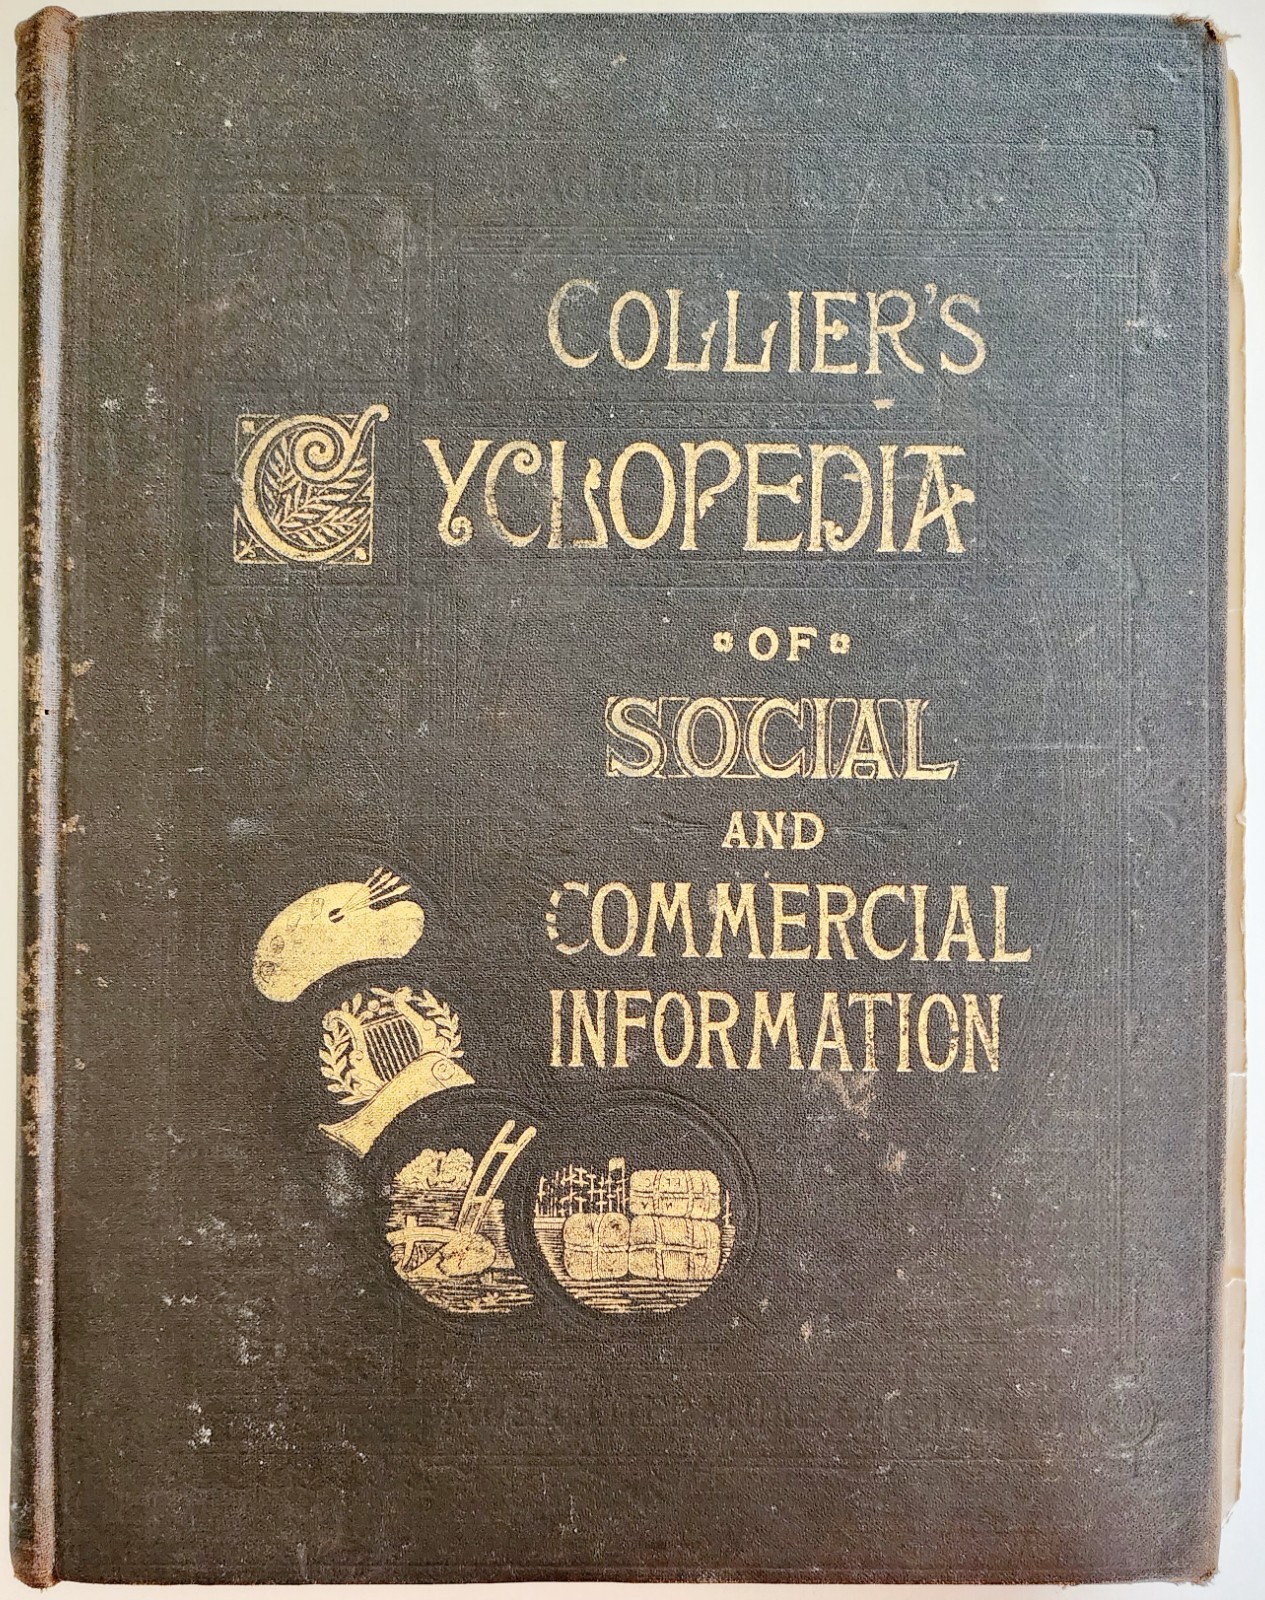 COLLIER'S
CYCLOPEDIA
OF
SOCIAL
AND
COMMERCIAL
INFORMATION